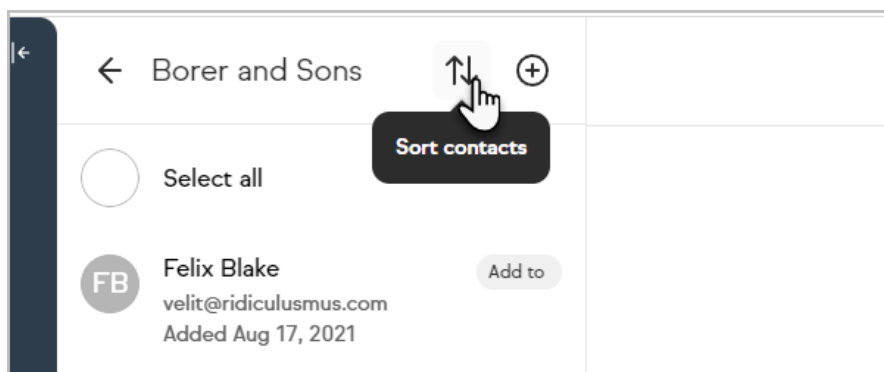 Borer and Sons
Sort contacts
Select all
FB
Felix Blake
Add to
velit@ridiculusmus.com
Added Aug 17, 2021